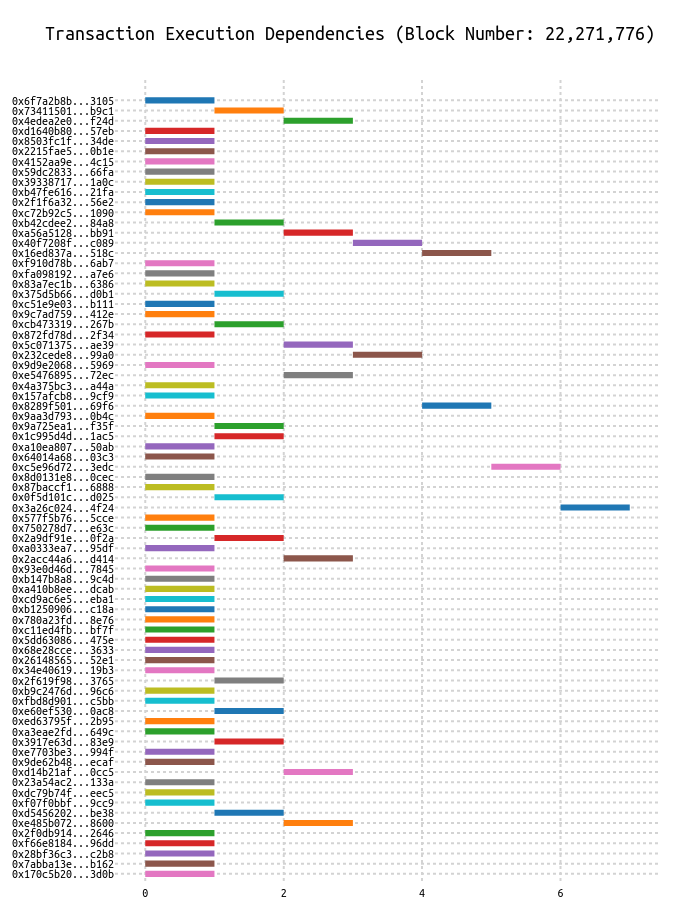 Transaction Execution Dependencies (Block Number: 22,271,776)
0x6f7a2b8b...3105
0x73411501...b9c1
0x4edea2e0...f24d
0xd1640b80...57eb
0x8503fc1f...34de
0x2215fae5...0b1e
0x4152aa9e...4c15
0x59dc2833...66fa
0x39338717...1a0c
0xb47fe616...21fa
0x2f1f6a32...56e2
0xc72b92c5...1090
0xb42cdee2...84a8
0xa56a5128...bb91
0x40f7208f...c089
0x16ed837a...518c
0xf910d78b...6ab7
0xfa098192...a7e6
0x83a7ec1b...6386
0x375d5b66...d0b1
0xc51e9e03...b111
0x9c7ad759...412e
0xcb473319...267b
0x872fd78d...2f34
0x5c071375...ae39
0x232cede8...99a0
0x9d9e2068...5969
0xe5476895...72ec
0x4a375bc3...a44a
0x157afcb8...9cf9
0x8289f501...69f6
0x9aa3d793...0b4c
0x9a725ea1...f35f
0x1c995d4d...1ac5
0xa10ea807...50ab
0x64014a68...03c3
0xc5e96d72...3edc
0x8d0131e8...0cec
0x87baccf1...6888
0x0f5d101c...d025
0x3a26c024...4f24
0x577f5b76...5cce
0x750278d7...e63c
0x2a9df91e...0f2a
0xa0333ea7...95df
0x2acc44a6...d414
0x93e0d46d...7845
0xb147b8a8...9c4d
0xa410b8ee...dcab
0xcd9ac6e5...eba1
0xb1250906...c18a
0x780a23fd...8e76
0xc11ed4fb...bf7f
0x5dd63086...475e
0x68e28cce...3633
0x26148565...52e1
0x34e40619...19b3
0x2f619f98...3765
0xb9c2476d...96c6
0xfbd8d901...c5bb
0xe60ef530...0ac8
0xed63795f...2b95
0xa3eae2fd...649c
0x3917e63d...83e9
0xe7703be3...994f
0x9de62b48...ecaf
0xd14b21af...0cc5
0x23a54ac2...133a
0xdc79b74f...eec5
0xf07f0bbf...9cc9
0xd5456202...be38
0xe485b072...8600
0x2f0db914...2646
0xf66e8184...96dd
0x28bf36c3...c2b8
0x7abba13e...b162
0x170c5b20...3d0b
0 2 4 6